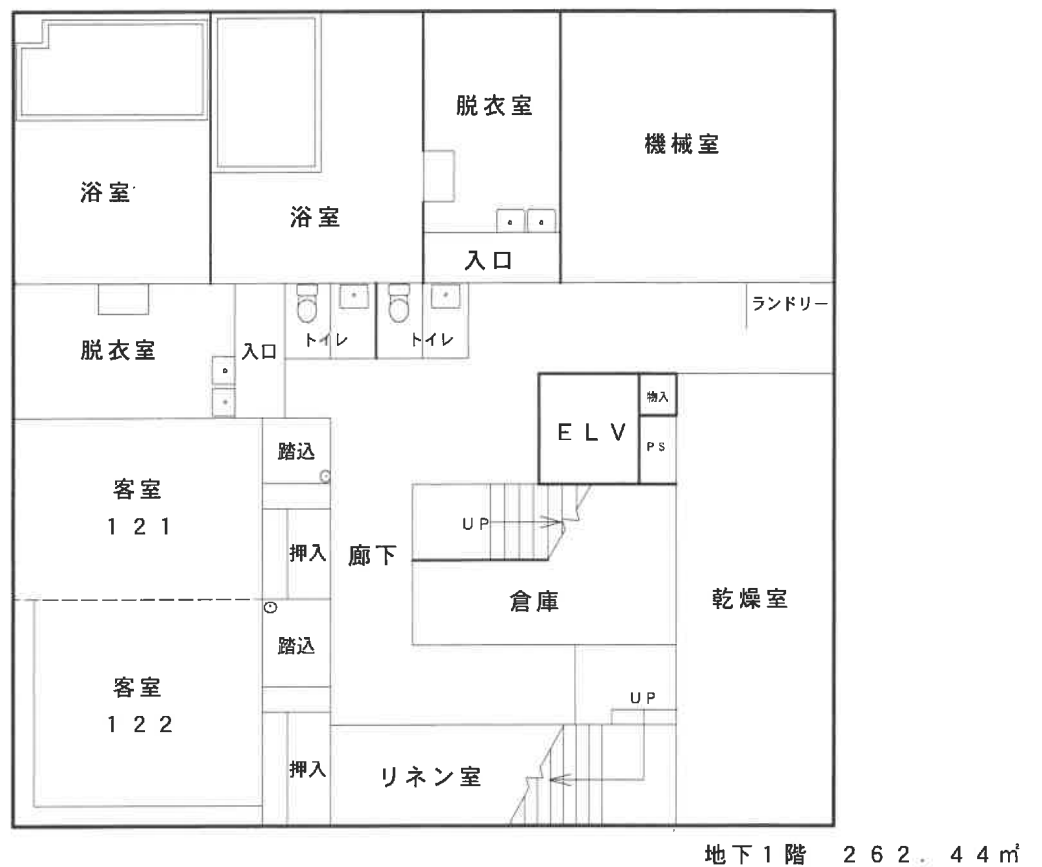 脱衣室
機械室
浴室
浴室
入口
ランドリー
トイレ
トイレ
脱衣室
入口
物入
ELV
PS
踏込
客室
121
UP
押入
廊下
倉庫
乾燥室
踏込
客室
122
UP
押入
リネン室
地下1階 262.44㎡